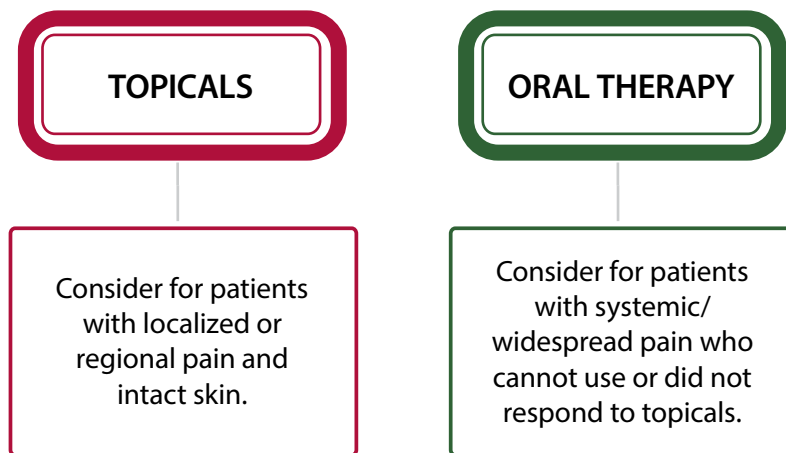 TOPICALS
Consider for patients
with localized or
regional pain and
intact skin.
ORAL THERAPY
Consider for patients
with systemic/
widespread pain who
cannot use or did not
respond to topicals.